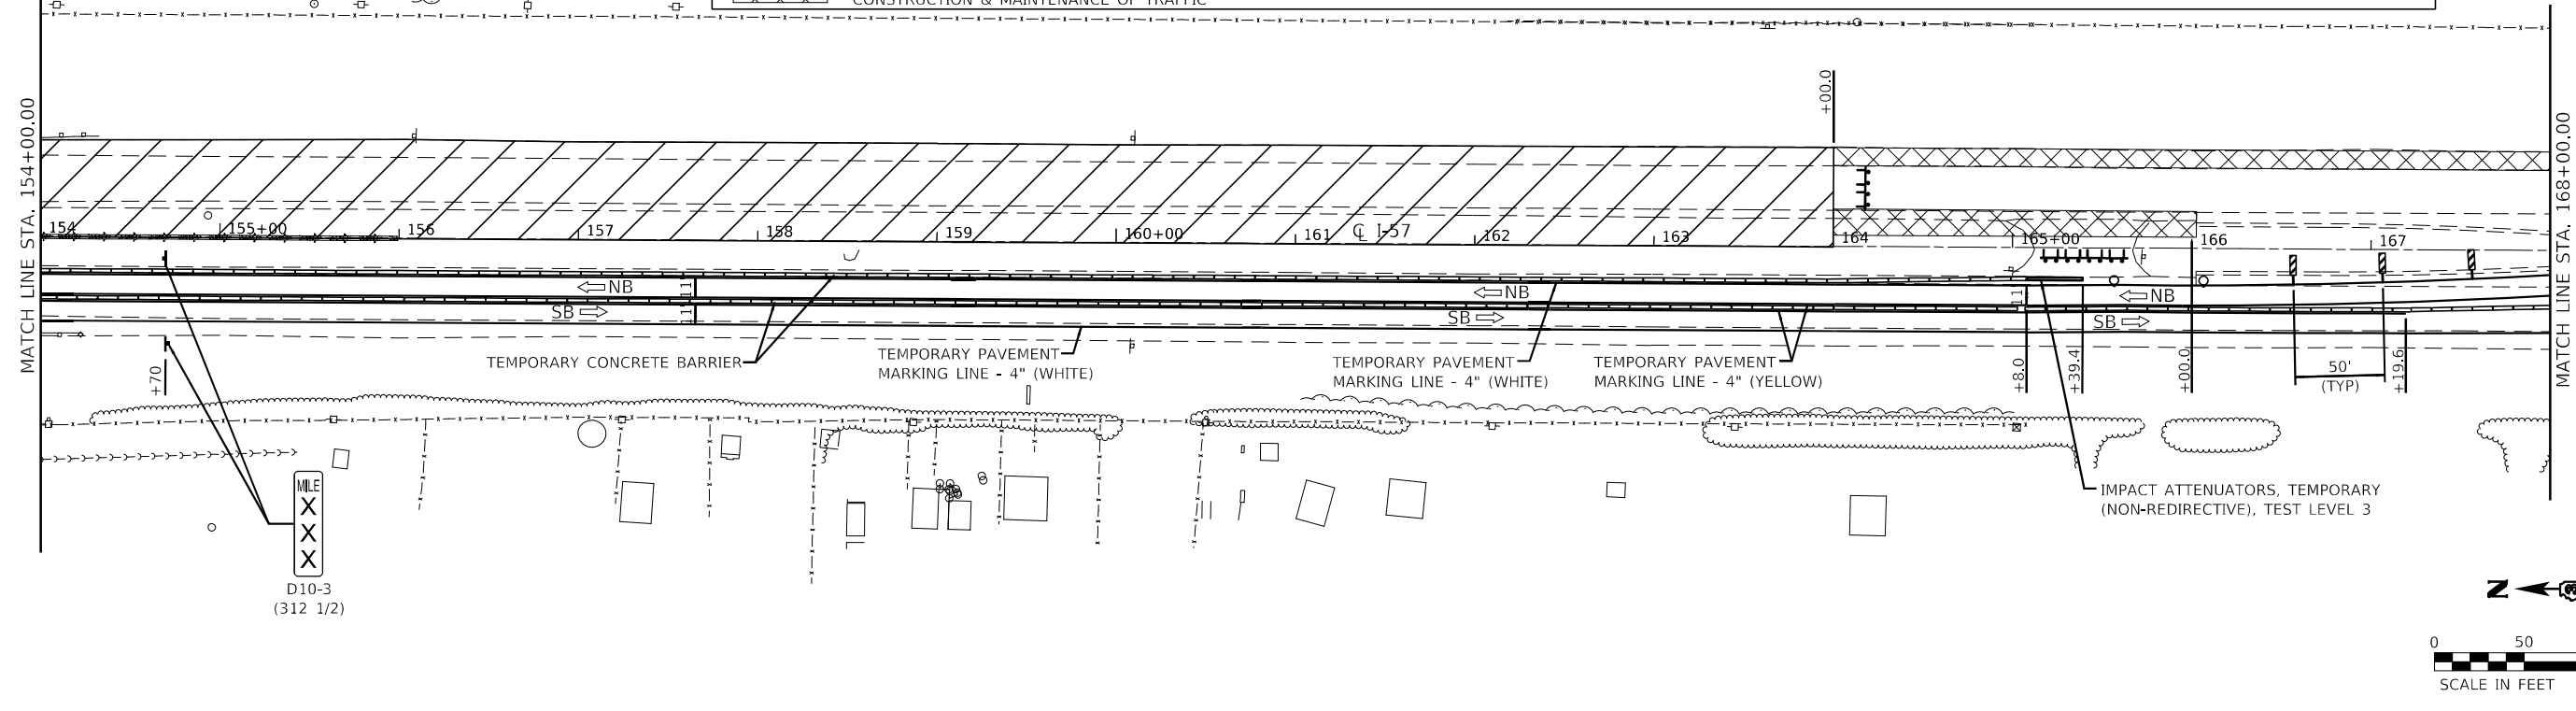 CONSTRUCTION & MAINTENANCE OF TRAFFIC
MATCH LINE STA. 154+00.00
MATCH LINE STA. 168+00.00
+00.0
154
155+00
156
157
158
159
160+00
161
℄ I-57
162
163
164
165+00
166
167
NB
11'
NB
11'
NB
SB
11'
SB
SB
+70
TEMPORARY CONCRETE BARRIER
TEMPORARY PAVEMENT
MARKING LINE - 4" (WHITE)
TEMPORARY PAVEMENT
MARKING LINE - 4" (WHITE)
TEMPORARY PAVEMENT
MARKING LINE - 4" (YELLOW)
+8.0
+39.4
+00.0
50'
(TYP)
+19.6
MILE
X
X
X
D10-3
(312 1/2)
IMPACT ATTENUATORS, TEMPORARY
(NON-REDIRECTIVE), TEST LEVEL 3
N
0 50
SCALE IN FEET